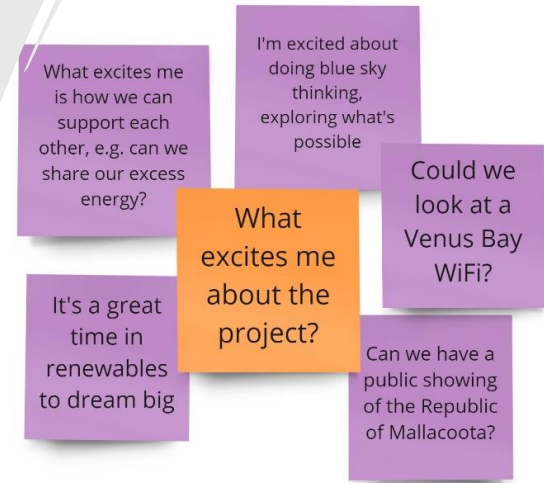 What excites me
is how we can
support each
other, e.g. can we
share our excess
energy?
I'm excited about
doing blue sky
thinking,
exploring what's
possible
Could we
look at a
Venus Bay
WiFi?
What
excites me
about the
project?
It's a great
time in
renewables
to dream big
Can we have a
public showing
of the Republic
of Mallacoota?